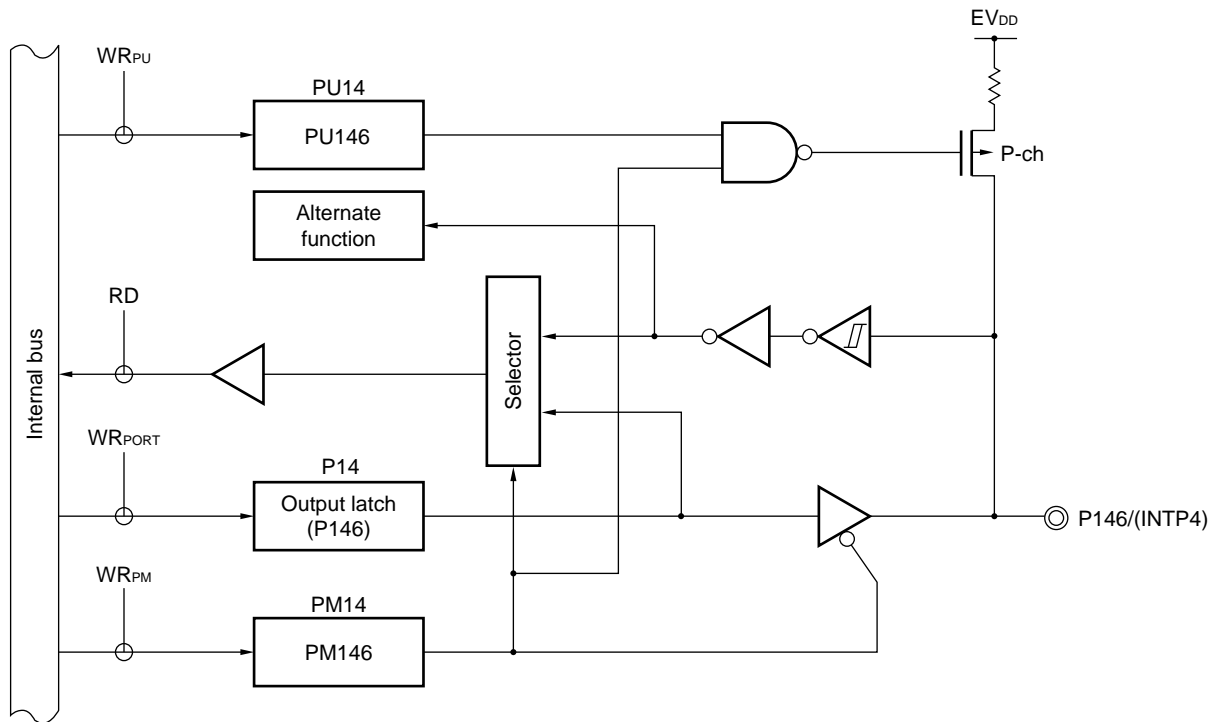 EVDD
WRPU
PU14
PU146
P-ch
Alternate
function
RD
Selector
Internal bus
WRPORT
P14
Output latch
(P146)
P146/(INTP4)
WRPM
PM14
PM146